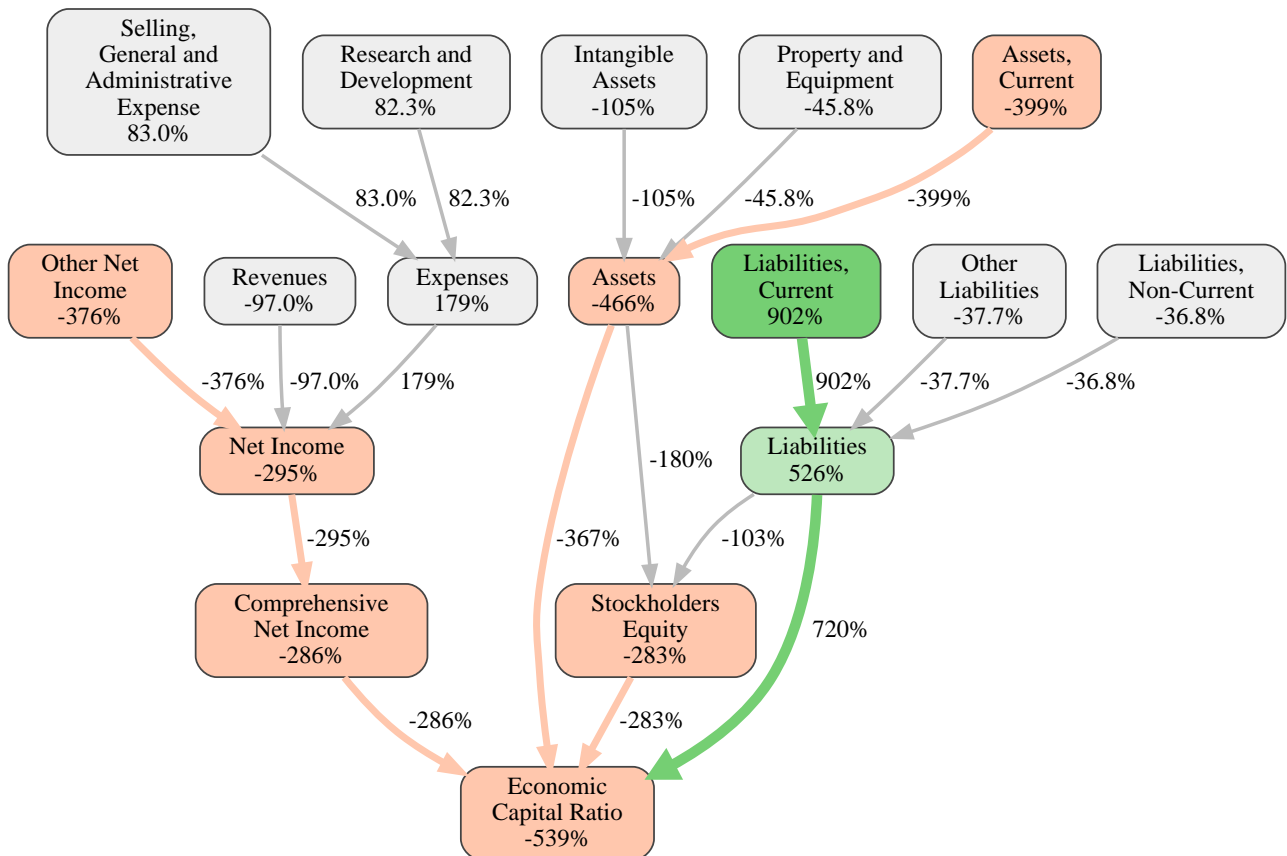 Selling,
General and
Administrative
Expense
83.0%
Research and
Development
82.3%
Intangible
Assets
-105%
Property and
Equipment
-45.8%
Assets,
Current
-399%
83.0%
82.3%
-105%
-45.8%
-399%
Other Net
Income
-376%
Revenues
-97.0%
Expenses
179%
Assets
-466%
Liabilities,
Current
902%
Other
Liabilities
-37.7%
Liabilities,
Non-Current
-36.8%
-376%
-97.0%
179%
902%
-37.7%
-36.8%
Net Income
-295%
-180%
Liabilities
526%
-295%
-367%
-103%
Comprehensive
Net Income
-286%
Stockholders
Equity
-283%
720%
-286%
-283%
Economic
Capital Ratio
-539%